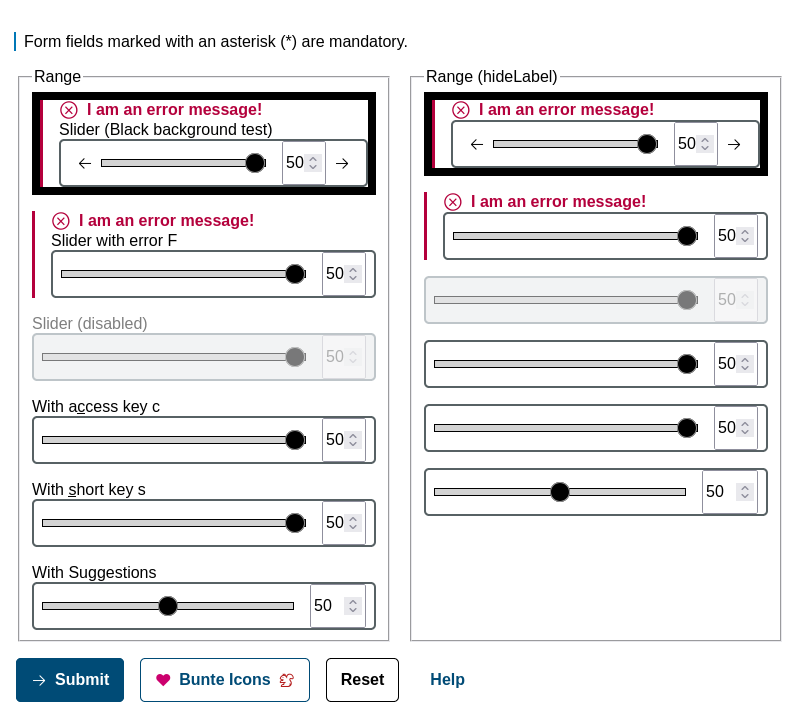 Form fields marked with an asterisk (*) are mandatory.
Range
I am an error message!
Slider (Black background test)
50
I am an error message!
Slider with error F
50
Slider (disabled)
50
With access key c
50
With short key s
50
With Suggestions
50
Range (hideLabel)
I am an error message!
50
I am an error message!
50
50
50
50
50
Submit
Bunte Icons
Reset
Help